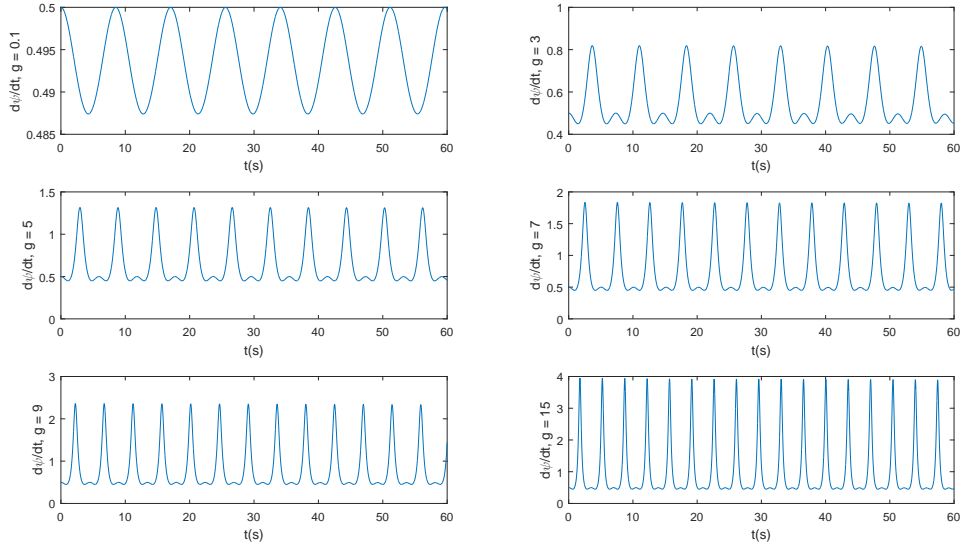 dψ/dt, g = 0.1
0.5
0.495
0.49
0.485
0 10 20 30 40 50 60
t(s)
dψ/dt, g = 3
1
0.8
0.6
0.4
0 10 20 30 40 50 60
t(s)
dψ/dt, g = 5
1.5
1
0.5
0
0 10 20 30 40 50 60
t(s)
dψ/dt, g = 7
2
1.5
1
0.5
0
0 10 20 30 40 50 60
t(s)
dψ/dt, g = 9
3
2
1
0
0 10 20 30 40 50 60
t(s)
dψ/dt, g = 15
4
3
2
1
0
0 10 20 30 40 50 60
t(s)